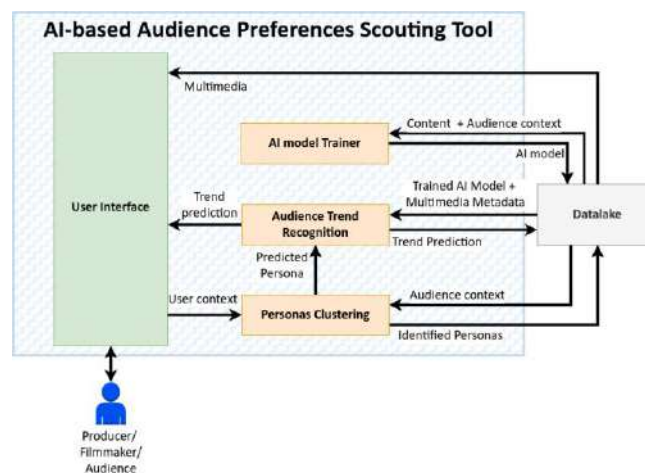 AI-based Audience Preferences Scouting Tool
Multimedia
Content + Audience context
AI model Trainer
AI model
User Interface
Trend
prediction
Audience Trend
Recognition
Trained AI Model +
Multimedia Metadata
Datalake
Trend Prediction
Predicted
Persona
User context
Personas Clustering
Audience context
Identified Personas
Producer/
Filmmaker/
Audience